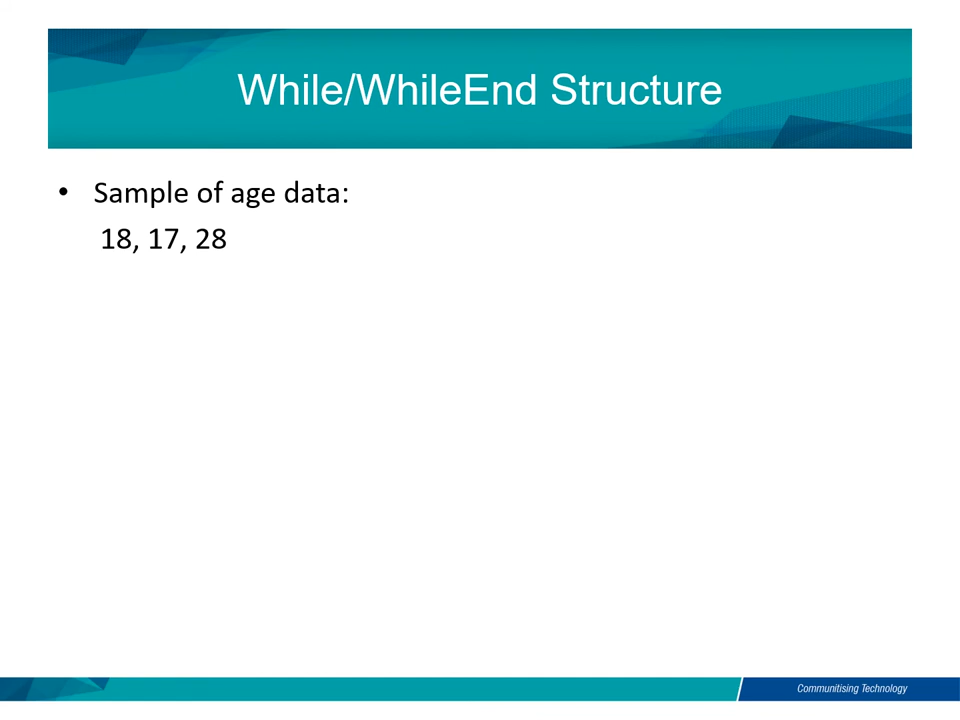 While/WhileEnd Structure
• Sample of age data:
18, 17, 28
Communitising Technology